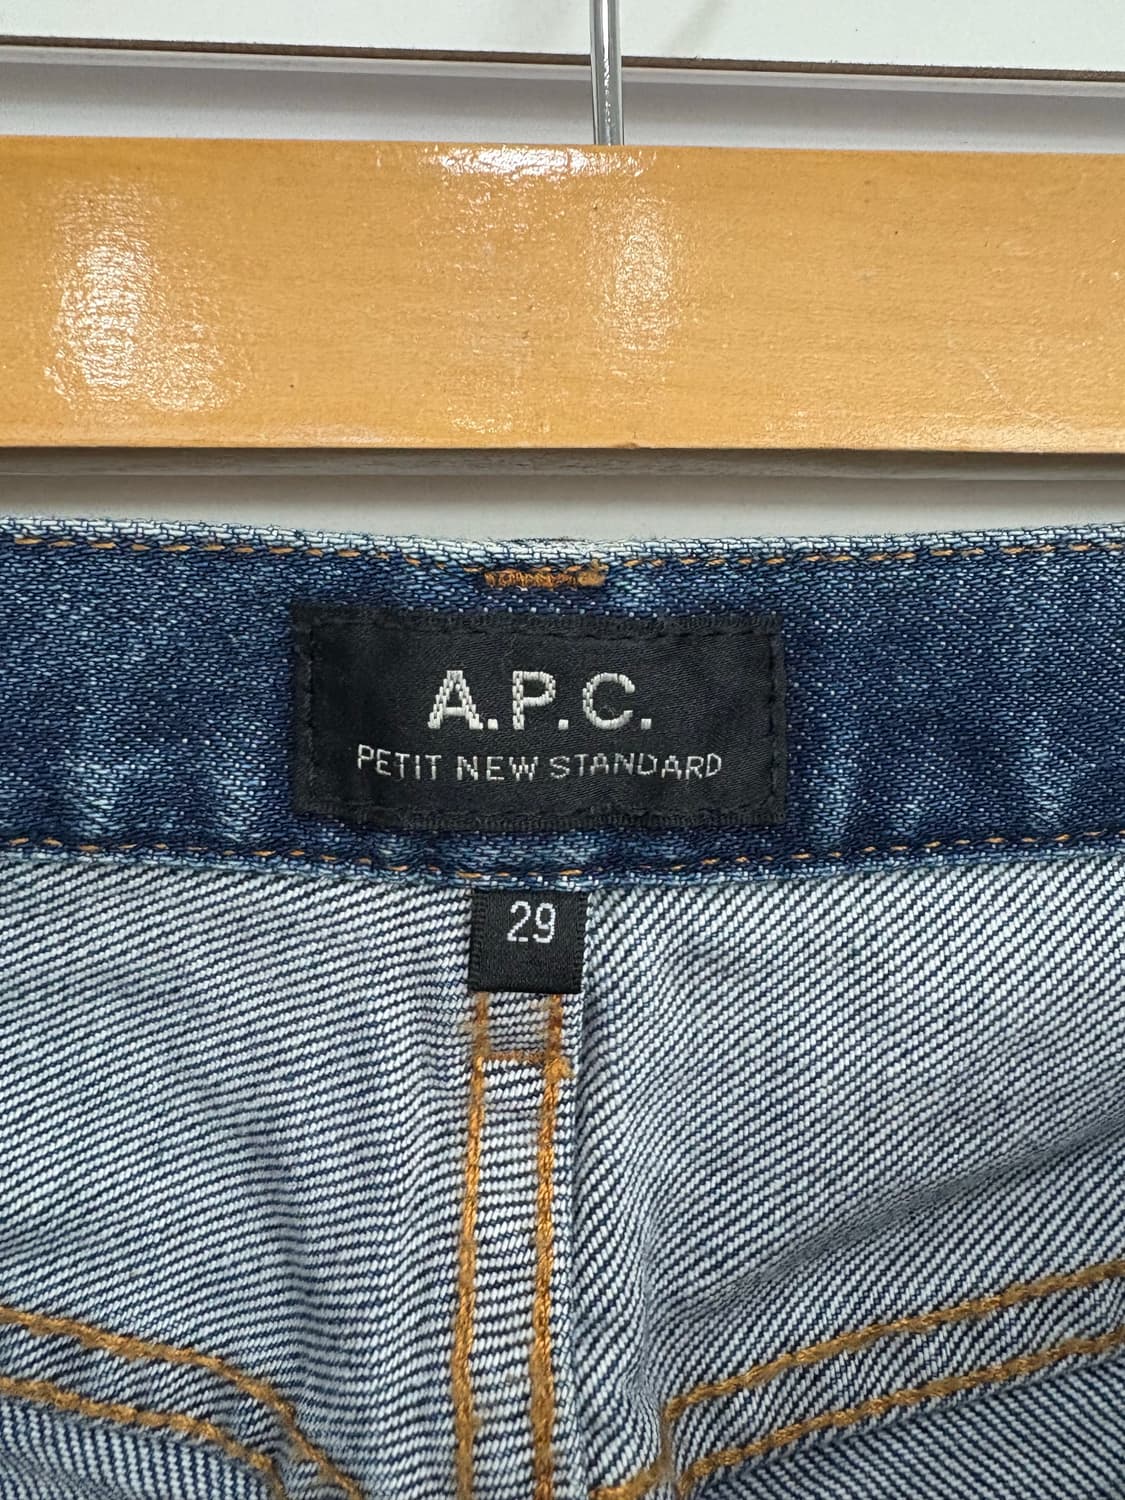 A.P.C.
PETIT NEW STANDARD
29